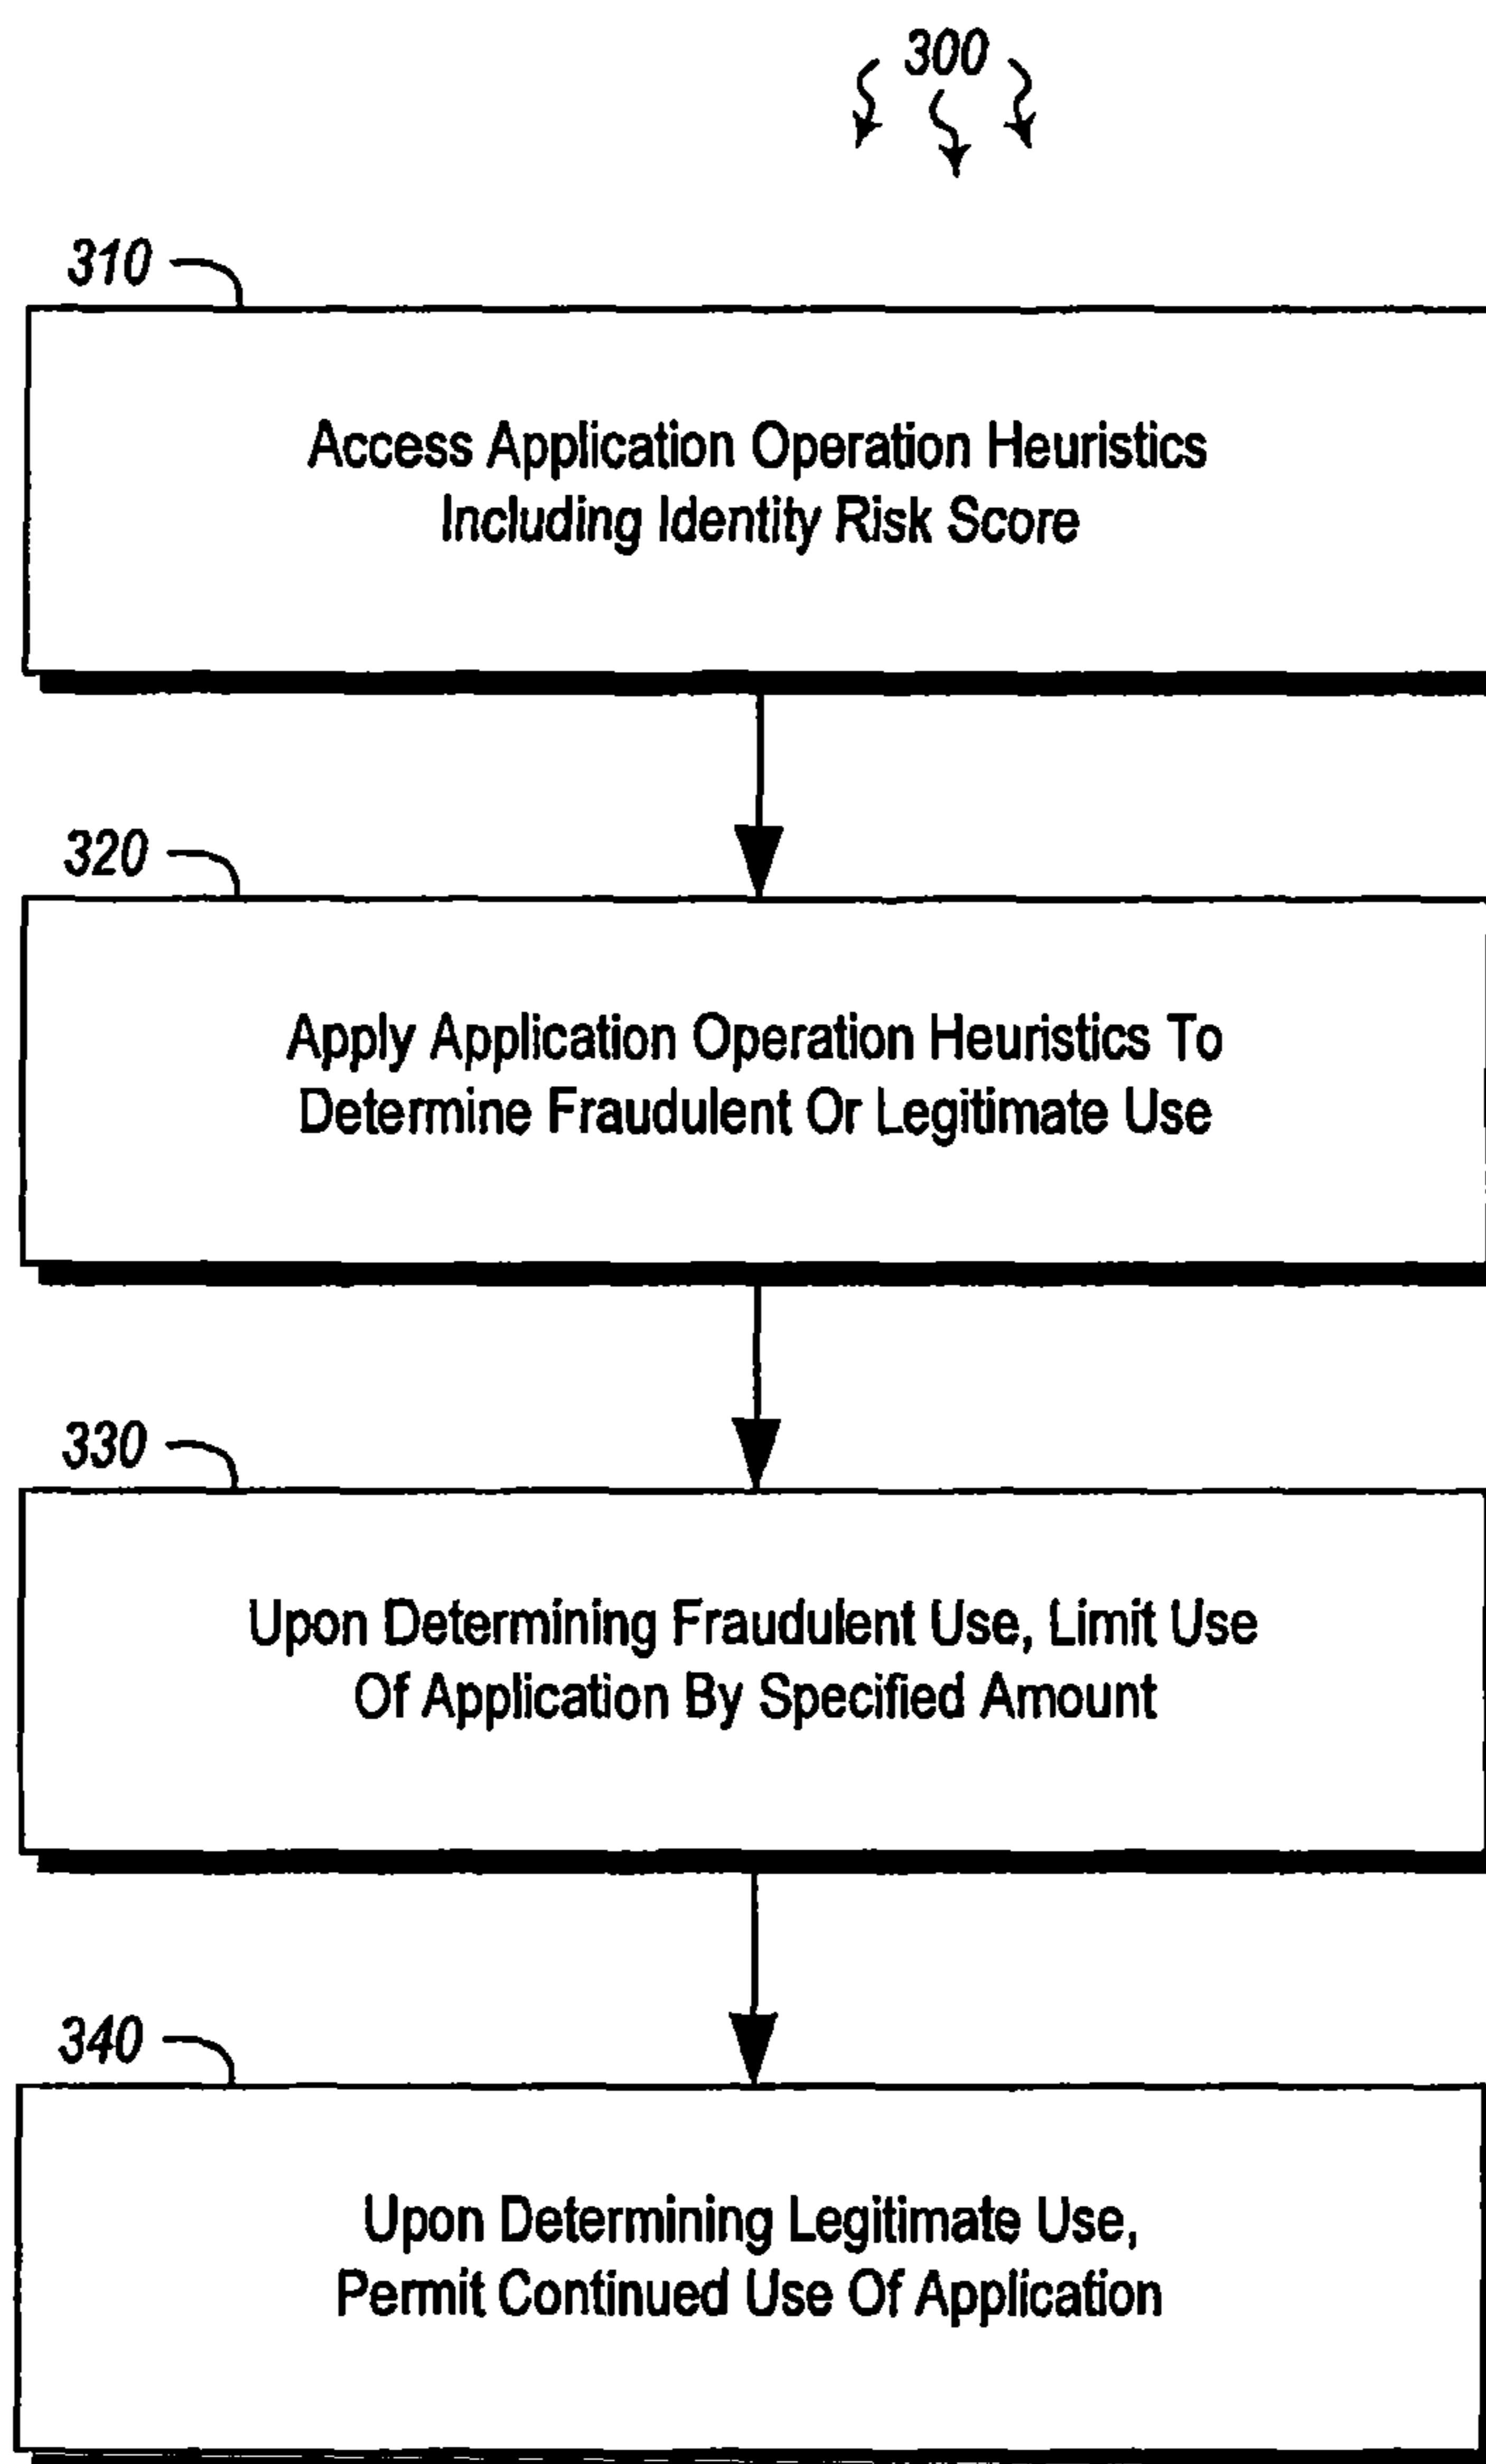 300
310
Access Application Operation Heuristics
Including Identity Risk Score
320
Apply Application Operation Heuristics To
Determine Fraudulent Or Legitimate Use
330
Upon Determining Fraudulent Use, Limit Use
Of Application By Specified Amount
340
Upon Determining Legitimate Use,
Permit Continued Use Of Application